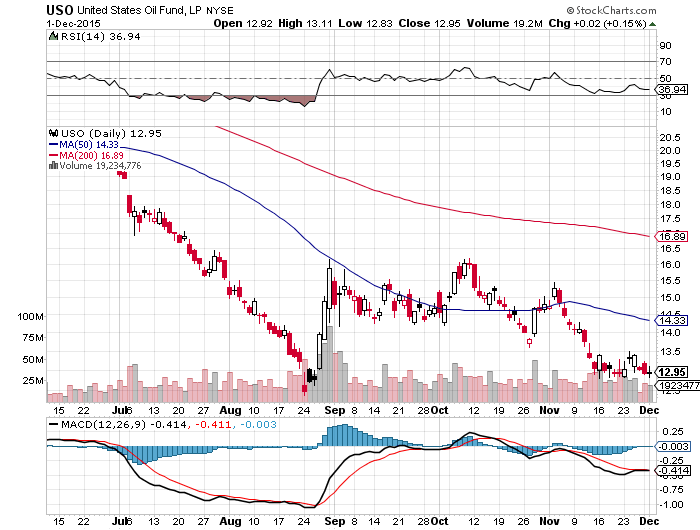 USO United States Oil Fund, LP NYSE © StockCharts.com
1-Dec-2015 Open 12.92 High 13.11 Low 12.83 Close 12.95 Volume 19.2M Chg +0.02 (+0.15%)
RSI(14) 36.94
90
70
50
36.94
30
10
USO (Daily) 12.95
MA(50) 14.33
MA(200) 16.89
Volume 19,234,776
20.5
20.0
19.5
19.0
18.5
18.0
17.5
17.0
16.89
16.5
16.0
15.5
15.0
14.5
14.33
14.0
13.5
12.95
19234776
12.5
100M
75M
50M
25M
15 22 Jul 6 13 20 27 Aug 10 17 24 Sep 8 14 21 28 Oct 12 19 26 Nov 9 16 23 Dec
MACD(12,26,9) -0.414, -0.411, -0.003
0.25
-0.003
-0.25
-0.414
-0.75
-1.00
15 22 Jul 6 13 20 27 Aug 10 17 24 Sep 8 14 21 28 Oct 12 19 26 Nov 9 16 23 Dec